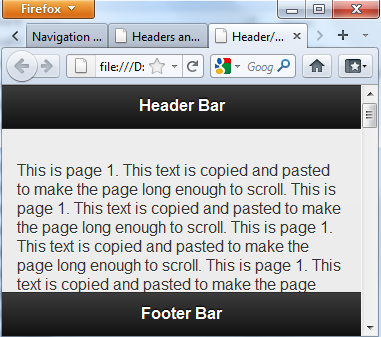 Firefox
Navigation ...
Headers an...
Header/...
file:///D:
Goog
Header Bar
This is page 1. This text is copied and pasted
to make the page long enough to scroll. This is
page 1. This text is copied and pasted to make
the page long enough to scroll. This is page 1.
This text is copied and pasted to make the
page long enough to scroll. This is page 1. This
text is copied and pasted to make the page
Footer Bar